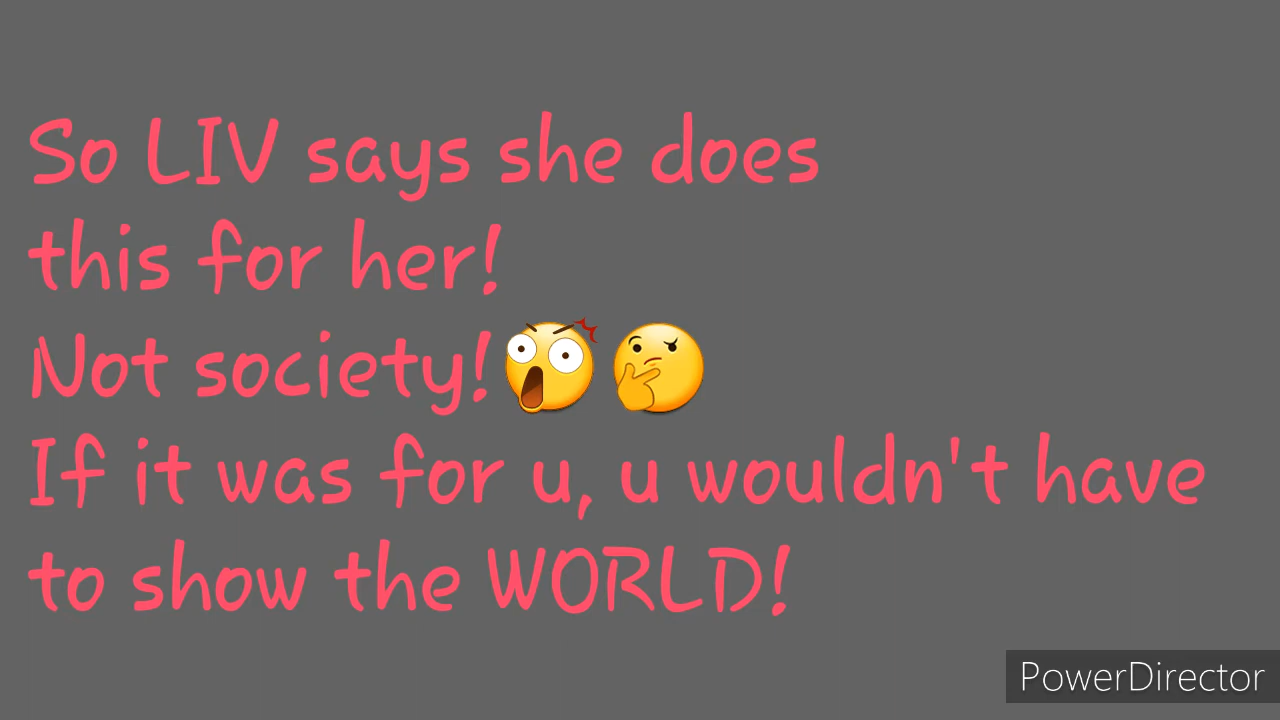 So LIV says she does
this for her!
Not society!😱🤔
If it was for u, u wouldn't have
to show the WORLD!
PowerDirector